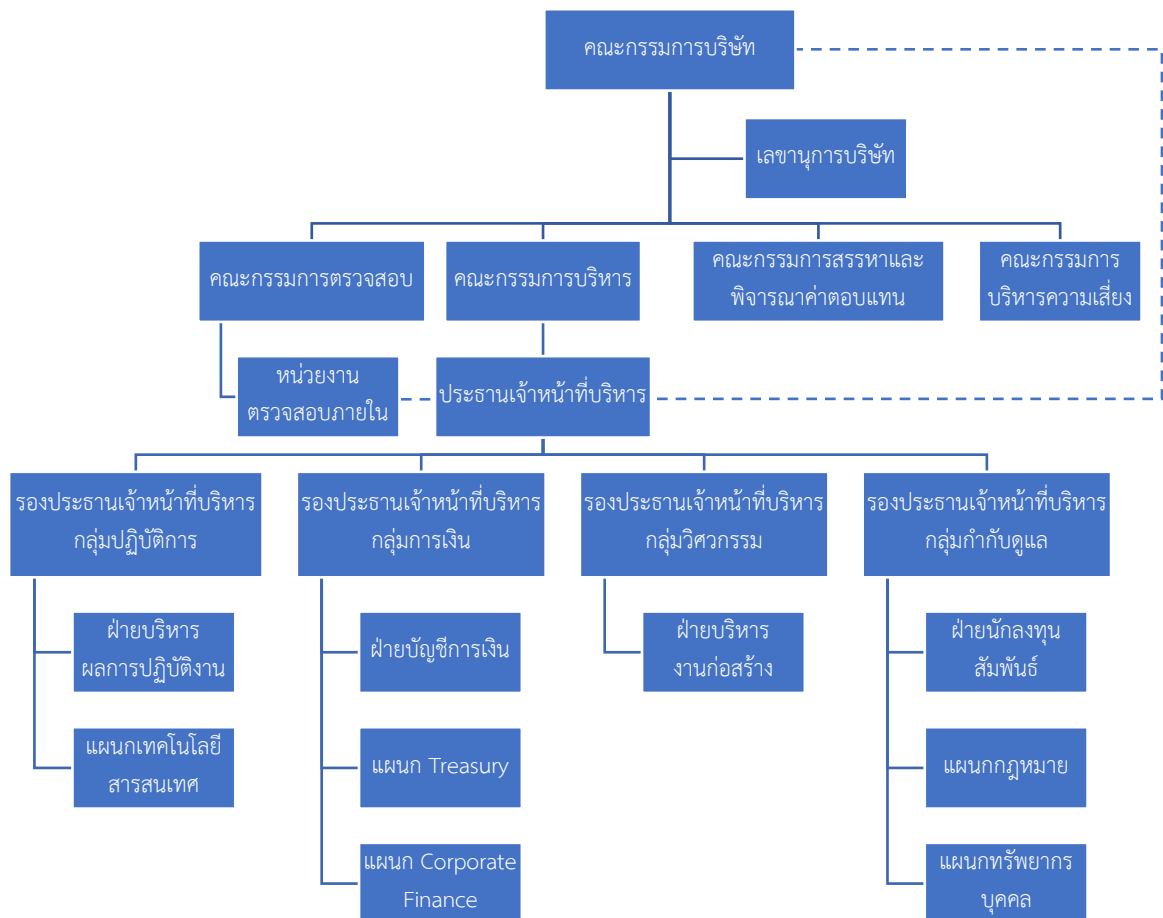 คณะกรรมการบริษัท
เลขานุการบริษัท
คณะกรรมการตรวจสอบ
คณะกรรมการบริหาร
คณะกรรมการสรรหาและ
พิจารณาค่าตอบแทน
คณะกรรมการ
บริหารความเสี่ยง
หน่วยงาน
ตรวจสอบภายใน
ประธานเจ้าหน้าที่บริหาร
รองประธานเจ้าหน้าที่บริหาร
กลุ่มปฏิบัติการ
รองประธานเจ้าหน้าที่บริหาร
กลุ่มการเงิน
รองประธานเจ้าหน้าที่บริหาร
กลุ่มวิศวกรรม
รองประธานเจ้าหน้าที่บริหาร
กลุ่มกำกับดูแล
ฝ่ายบริหาร
ผลการปฏิบัติงาน
ฝ่ายบัญชีการเงิน
ฝ่ายบริหาร
งานก่อสร้าง
ฝ่ายนักลงทุน
สัมพันธ์
แผนกเทคโนโลยี
สารสนเทศ
แผนก Treasury
แผนกกฎหมาย
แผนก Corporate
Finance
แผนกทรัพยากร
บุคคล